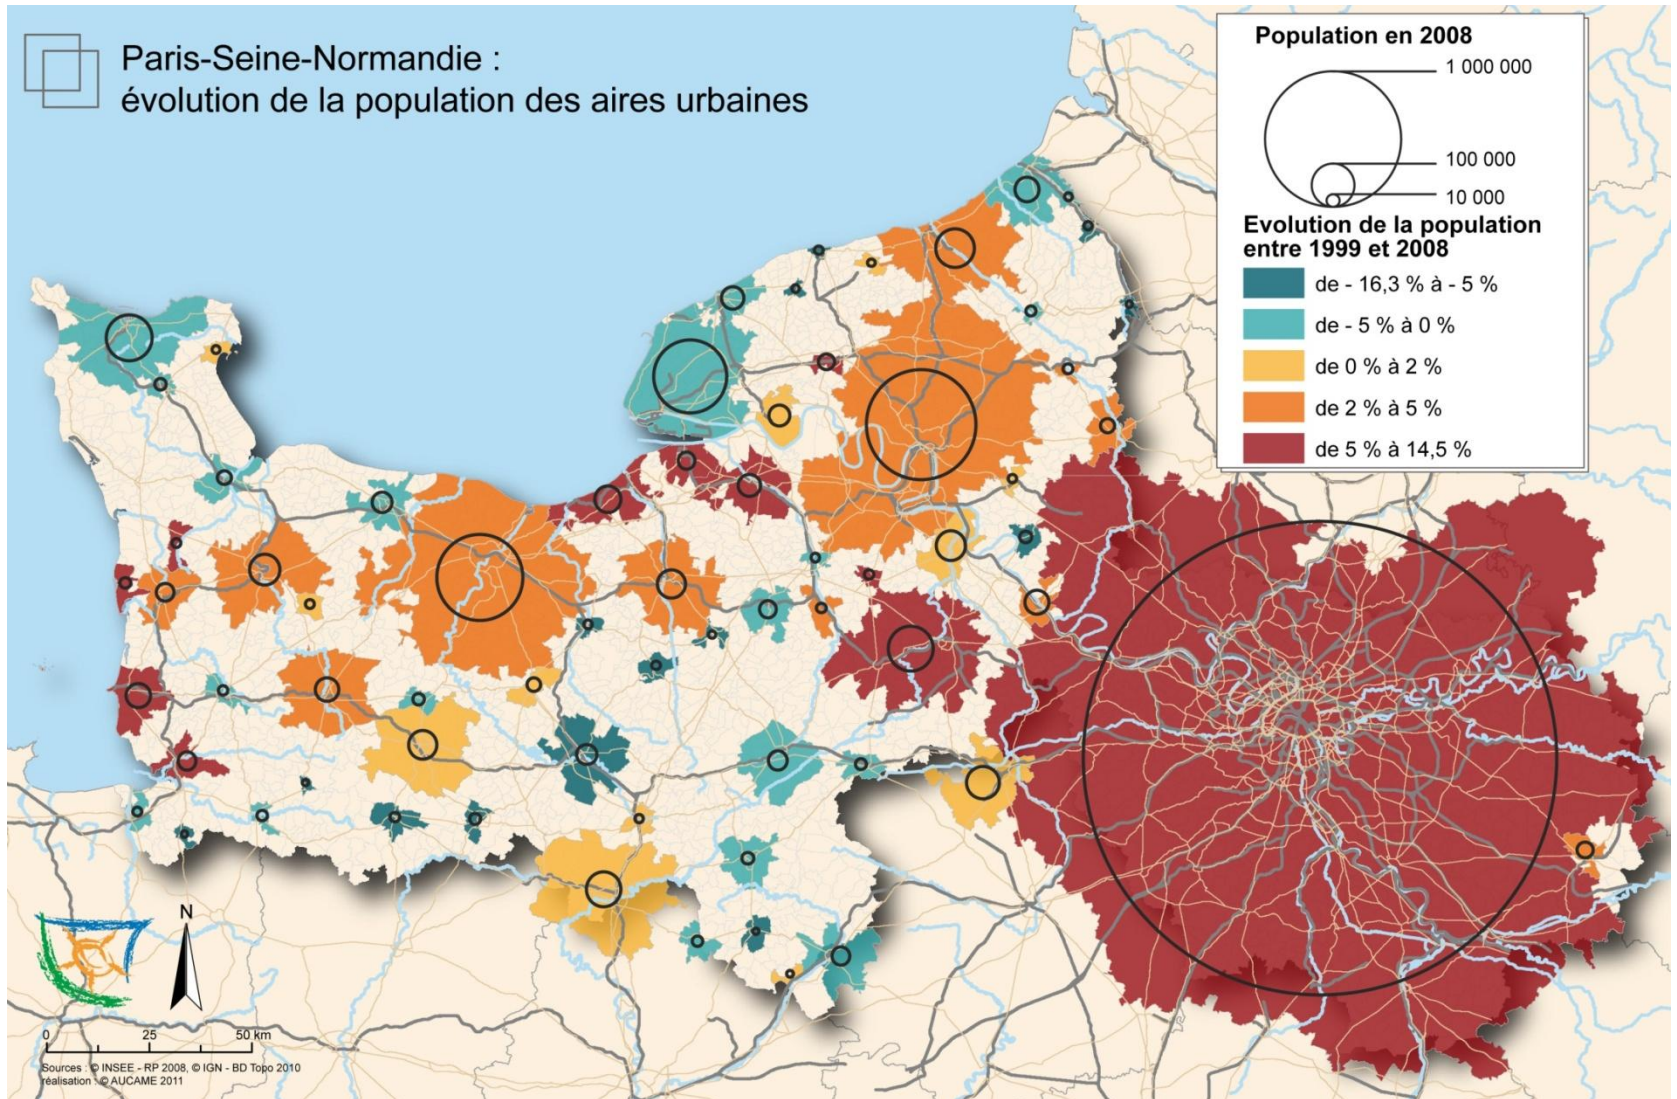 Paris-Seine-Normandie :
évolution de la population des aires urbaines
Population en 2008
1 000 000
100 000
10 000
Evolution de la population
entre 1999 et 2008
de - 16,3 % à - 5 %
de - 5 % à 0 %
de 0 % à 2 %
de 2 % à 5 %
de 5 % à 14,5 %
N
0 25 50 km
Sources : © INSEE - RP 2008, © IGN - BD Topo 2010
réalisation : © AUCAME 2011